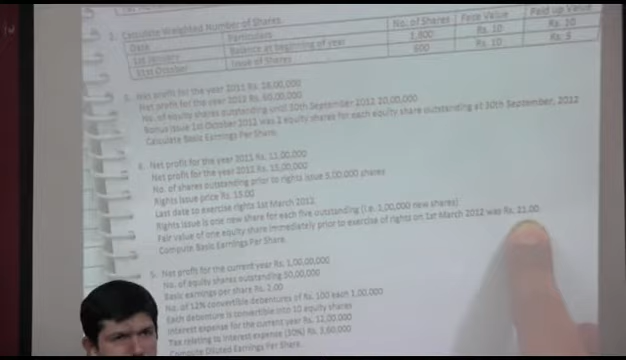 2. Calculate Weighted Number of Shares.
Date Particulars No. of Shares Face Value Paid up Value
1st January Balance at beginning of year 1,800 Rs. 10 Rs. 10
31st October Issue of Shares 600 Rs. 10 Rs. 5
3. Net profit for the year 2011 Rs. 18,00,000
Net profit for the year 2012 Rs. 60,00,000
No. of equity shares outstanding until 30th September 2012 20,00,000
Bonus issue 1st October 2012 was 2 equity shares for each equity share outstanding at 30th September, 2012
Calculate Basic Earnings Per Share.
4. Net profit for the year 2011 Rs. 11,00,000
Net profit for the year 2012 Rs. 15,00,000
No. of shares outstanding prior to rights issue 5,00,000 shares
Rights issue price Rs. 15.00
Last date to exercise rights 1st March 2012
Rights issue is one new share for each five outstanding (i.e. 1,00,000 new shares)
Fair value of one equity share immediately prior to exercise of rights on 1st March 2012 was Rs. 21.00
Compute Basic Earnings Per Share.
5. Net profit for the current year Rs. 1,00,00,000
No. of equity shares outstanding 50,00,000
Basic earnings per share Rs. 2.00
No. of 12% convertible debentures of Rs. 100 each 1,00,000
Each debenture is convertible into 10 equity shares
Interest expense for the current year Rs. 12,00,000
Tax relating to interest expense (30%) Rs. 3,60,000
Compute Diluted Earnings Per Share.